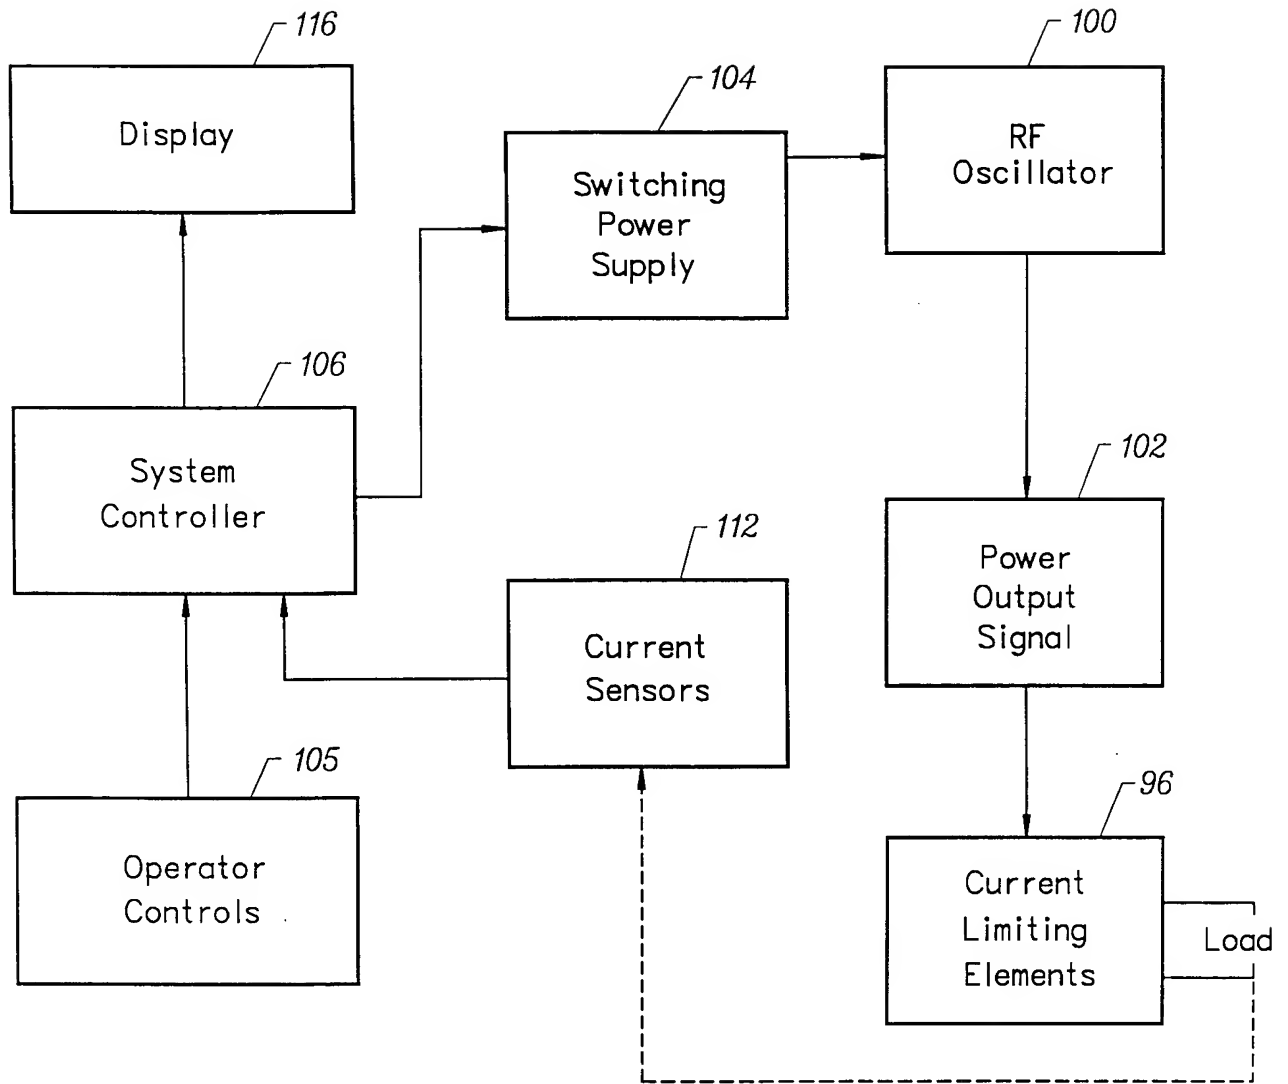 116
Display
104
Switching
Power
Supply
100
RF
Oscillator
106
System
Controller
112
Current
Sensors
102
Power
Output
Signal
105
Operator
Controls
96
Current
Limiting
Elements
Load